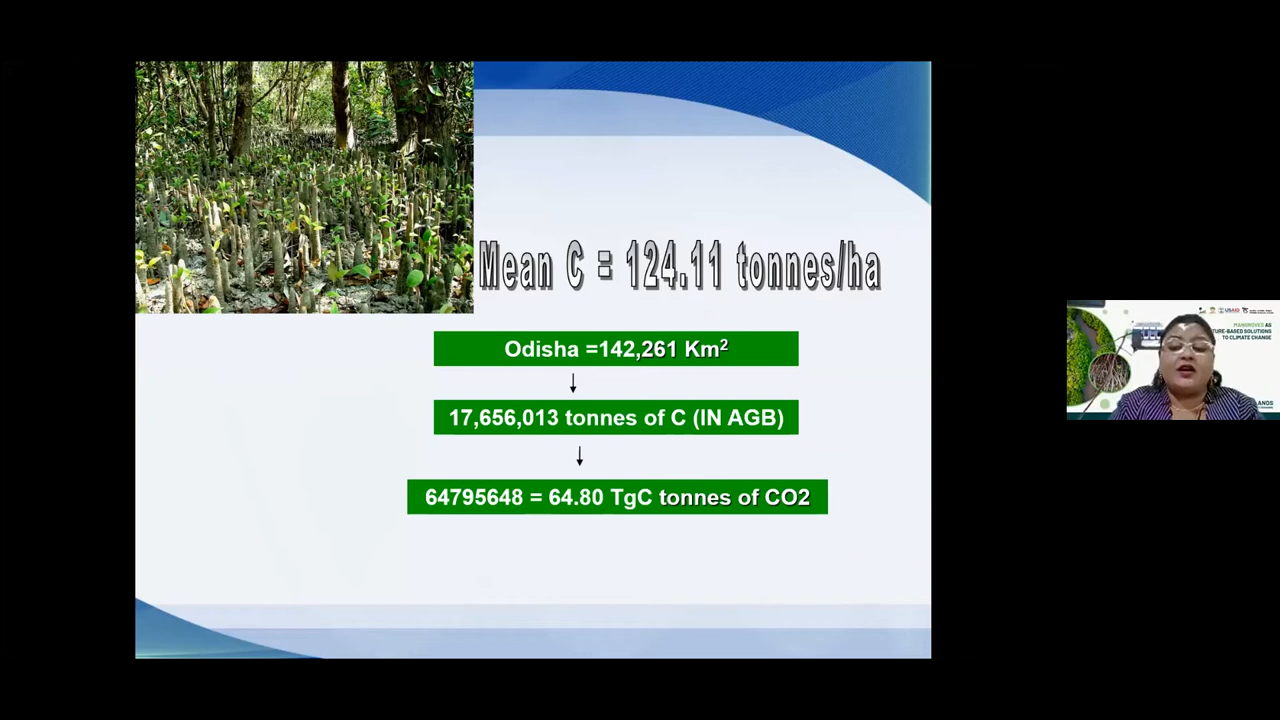 Mean C = 124.11 tonnes/ha
Odisha =142,261 Km²
17,656,013 tonnes of C (IN AGB)
64795648 = 64.80 TgC tonnes of CO2
USAID
MANGROVES AS
TURE-BASED SOLUTIONS
TO CLIMATE CHANGE